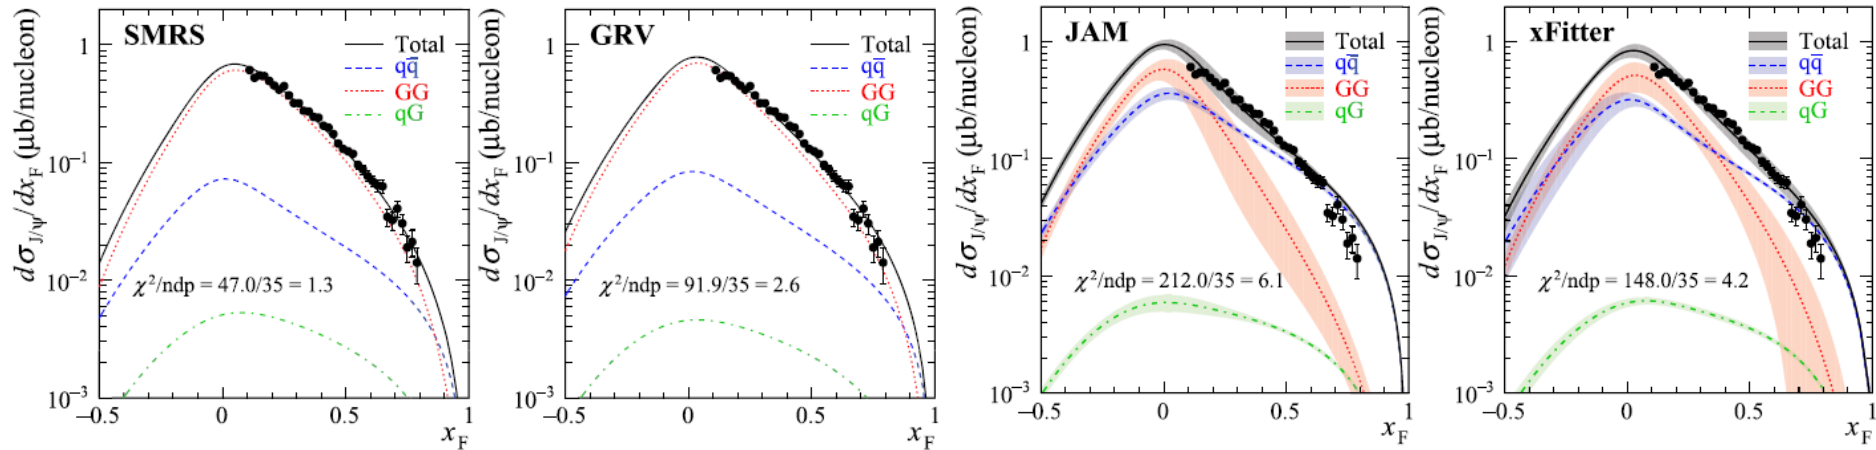 SMRS
Total
qq̄
GG
qG
χ²/ndp = 47.0/35 = 1.3
dσ_J/ψ/dx_F (μb/nucleon)
1
10⁻¹
10⁻²
10⁻³
−0.5 0 0.5 1
x_F
GRV
Total
qq̄
GG
qG
χ²/ndp = 91.9/35 = 2.6
dσ_J/ψ/dx_F (μb/nucleon)
1
10⁻¹
10⁻²
10⁻³
−0.5 0 0.5 1
x_F
JAM
Total
qq̄
GG
qG
χ²/ndp = 212.0/35 = 6.1
dσ_J/ψ/dx_F (μb/nucleon)
1
10⁻¹
10⁻²
10⁻³
−0.5 0 0.5 1
x_F
xFitter
Total
qq̄
GG
qG
χ²/ndp = 148.0/35 = 4.2
dσ_J/ψ/dx_F (μb/nucleon)
1
10⁻¹
10⁻²
10⁻³
−0.5 0 0.5 1
x_F